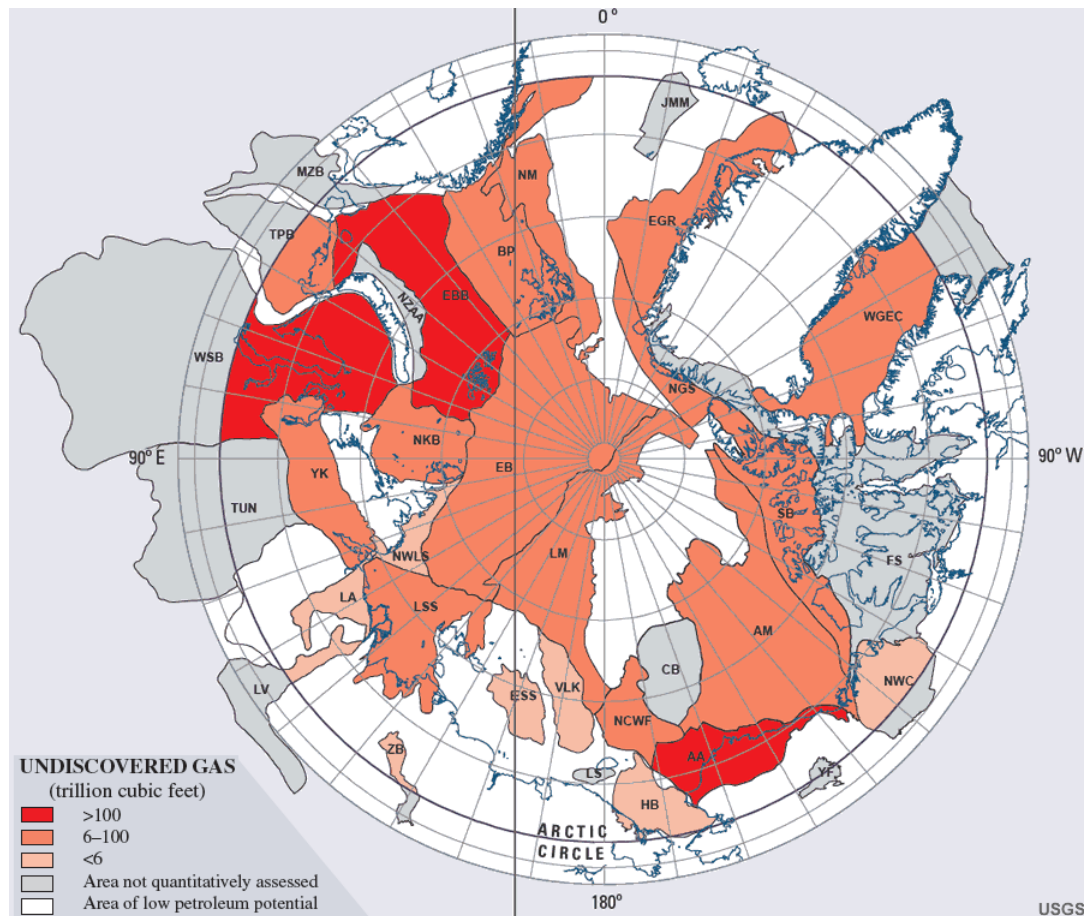 0°
JMM
MZB
NM
EGR
TPB
BP
EBB
NZAA
WGEC
WSB
NGS
NKB
90° E
EB
90° W
YK
SB
TUN
NWLS
LM
FS
LA
LSS
AM
CB
NWC
LV
ESS
VLK
NCWF
ZB
AA
LS
YF
HB
ARCTIC
CIRCLE
180°
UNDISCOVERED GAS
(trillion cubic feet)
>100
6–100
<6
Area not quantitatively assessed
Area of low petroleum potential
USGS